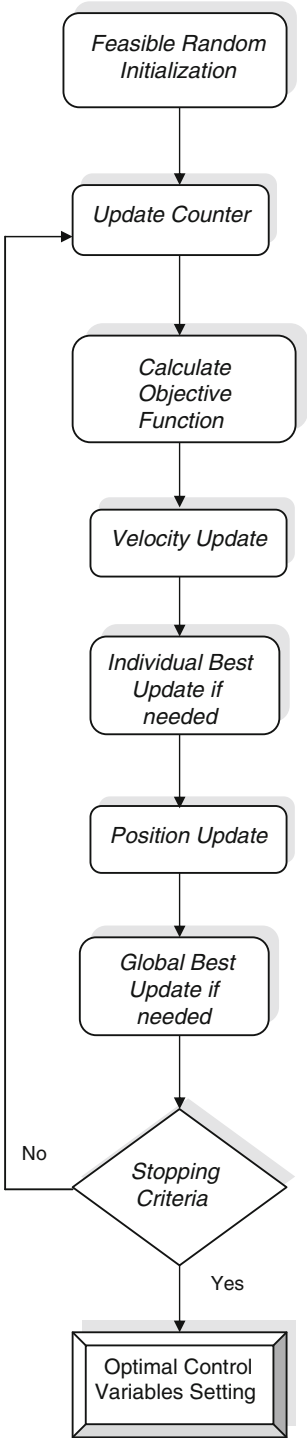 Feasible Random
Initialization
Update Counter
Calculate
Objective
Function
Velocity Update
Individual Best
Update if
needed
Position Update
Global Best
Update if
needed
No
Stopping
Criteria
Yes
Optimal Control
Variables Setting